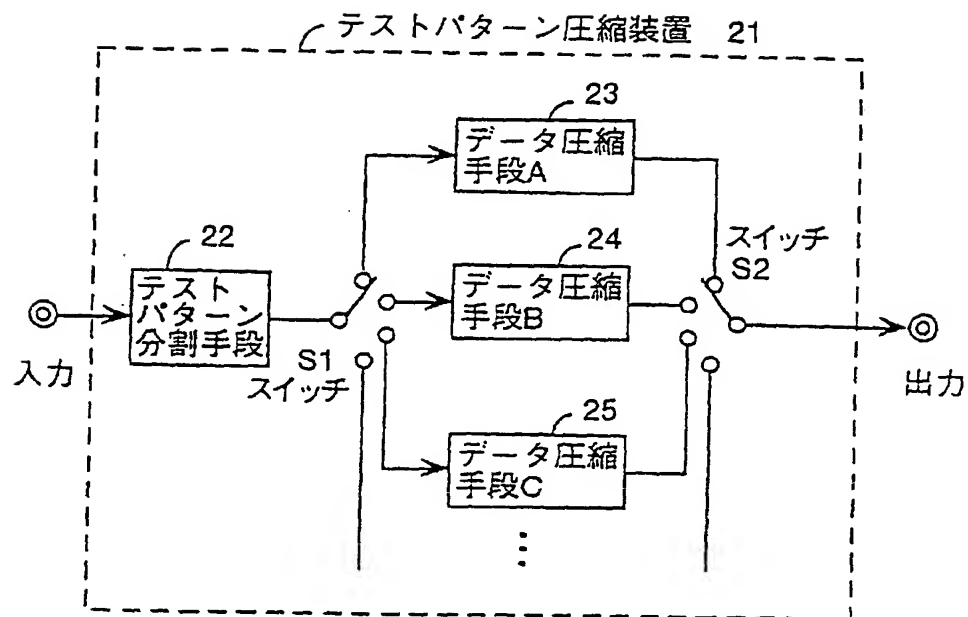 テストパターン圧縮装置 21
23
データ圧縮
手段A
22
テスト
パターン
分割手段
24
データ圧縮
手段B
スイッチ
S2
入力
S1
スイッチ
出力
25
データ圧縮
手段C